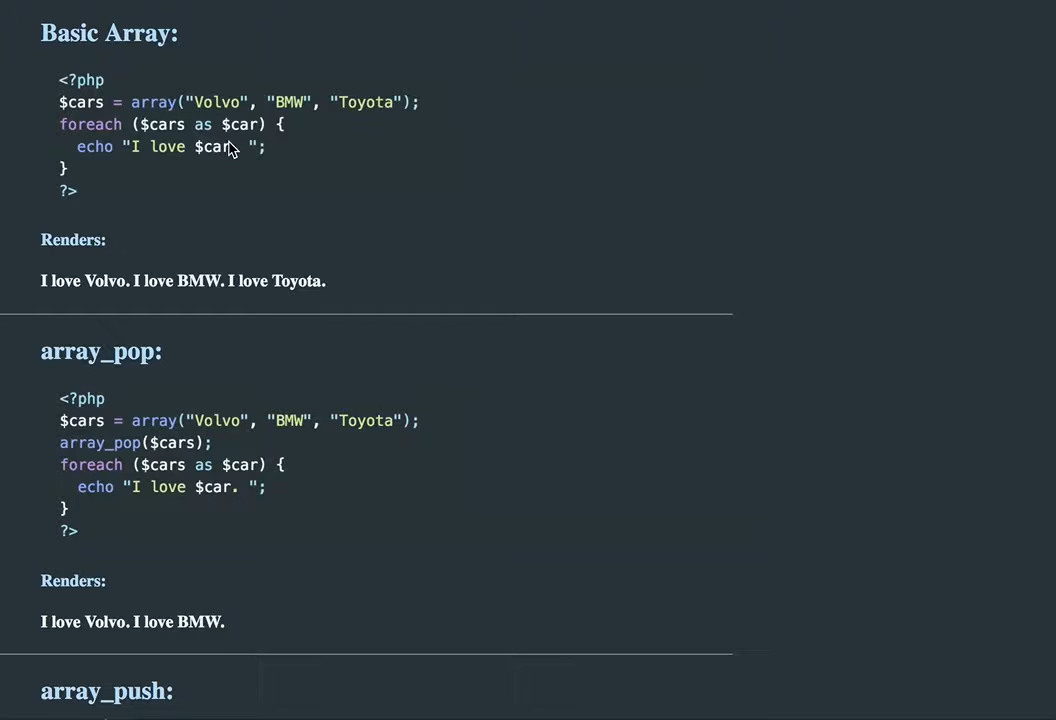 Basic Array:
<?php
$cars = array("Volvo", "BMW", "Toyota");
foreach ($cars as $car) {
  echo "I love $car. ";
}
?>
Renders:
I love Volvo. I love BMW. I love Toyota.
array_pop:
<?php
$cars = array("Volvo", "BMW", "Toyota");
array_pop($cars);
foreach ($cars as $car) {
  echo "I love $car. ";
}
?>
Renders:
I love Volvo. I love BMW.
array_push: